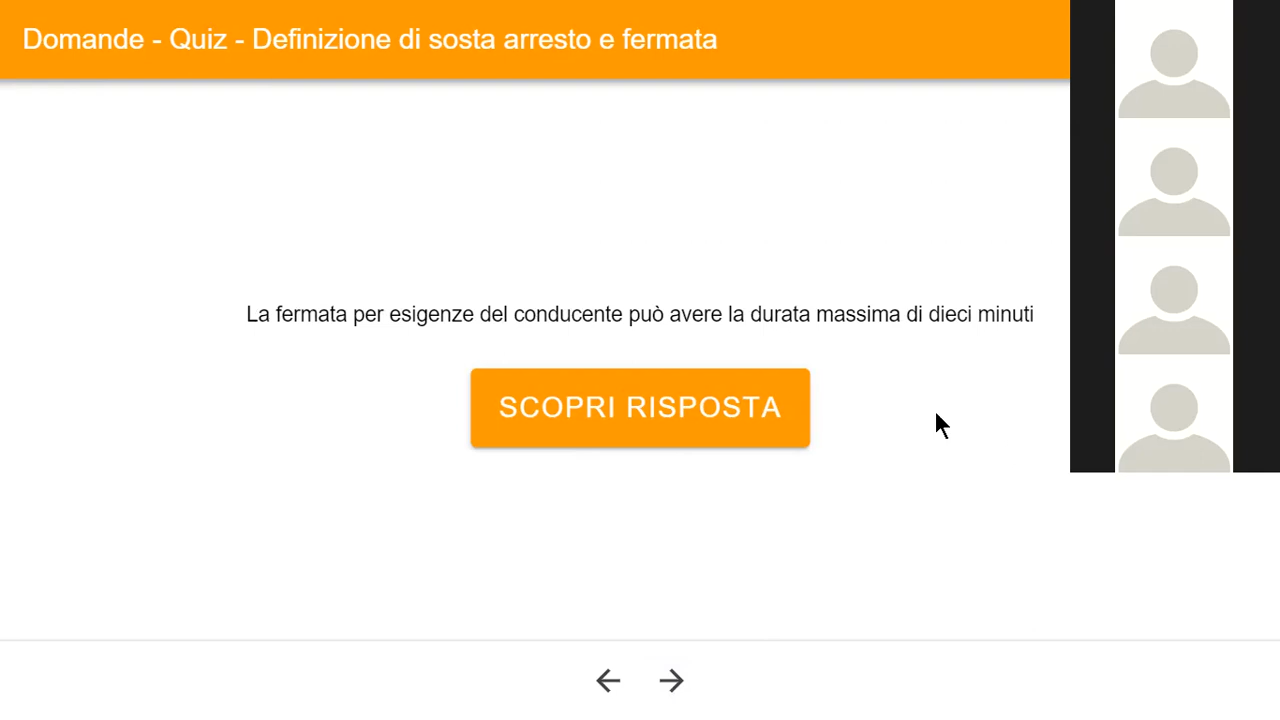 Domande - Quiz - Definizione di sosta arresto e fermata
La fermata per esigenze del conducente può avere la durata massima di dieci minuti
SCOPRI RISPOSTA